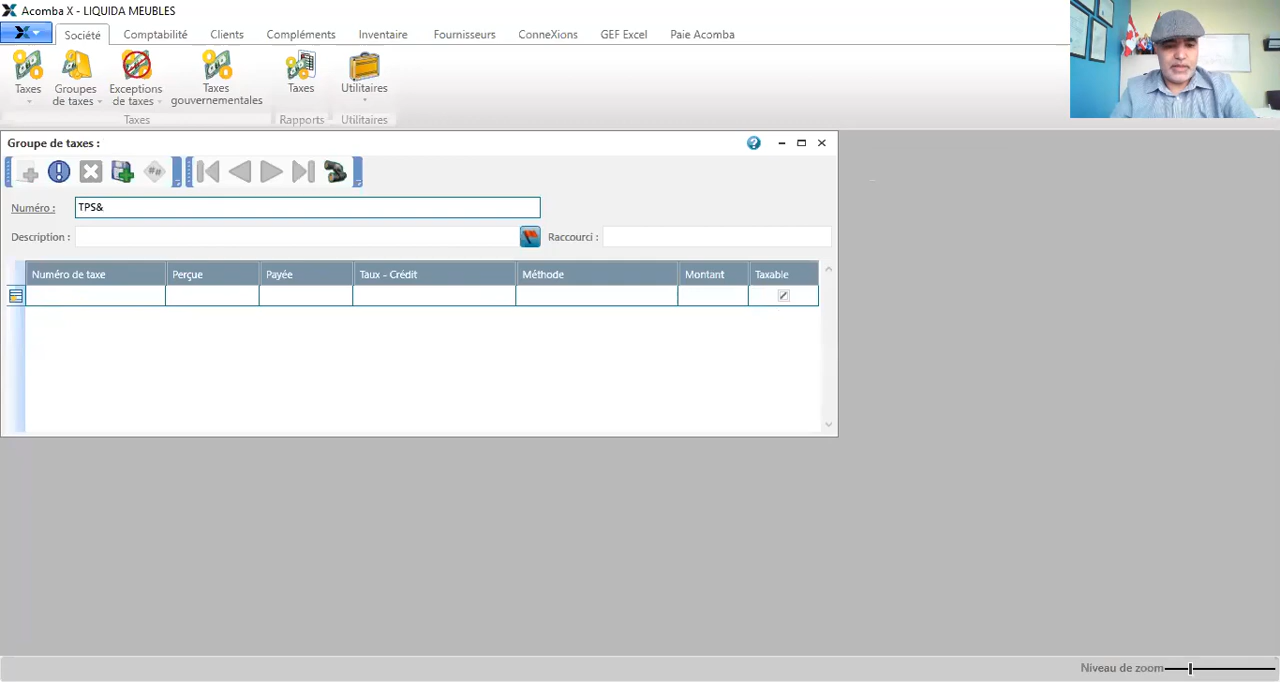 Acomba X - LIQUIDA MEUBLES
Société Comptabilité Clients Compléments Inventaire Fournisseurs ConneXions GEF Excel Paie Acomba
Taxes
Groupes
de taxes
Exceptions
de taxes
Taxes
gouvernementales
Taxes
Utilitaires
Taxes Rapports Utilitaires
Groupe de taxes :
Numéro : TPS&
Description : Raccourci :
Numéro de taxe Perçue Payée Taux - Crédit Méthode Montant Taxable
Niveau de zoom